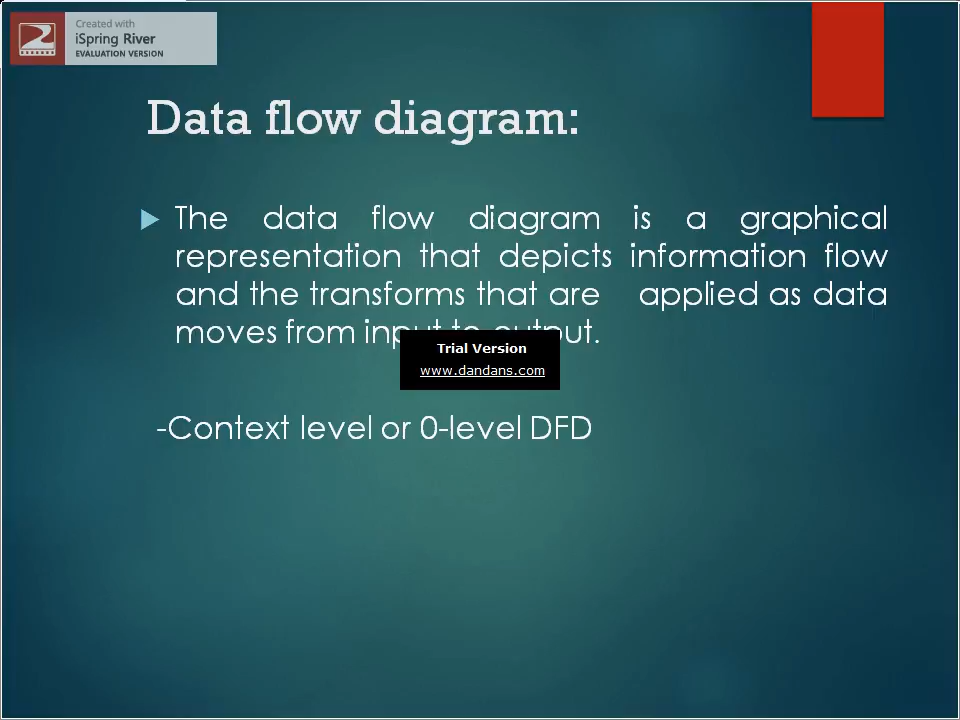 Created with
iSpring River
EVALUATION VERSION
Data flow diagram:
The data flow diagram is a graphical
representation that depicts information flow
and the transforms that are applied as data
moves from input to output.
Trial Version
www.dandans.com
-Context level or 0-level DFD